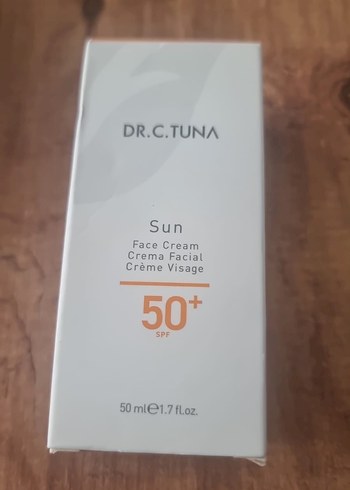 DR.C.TUNA
Sun
Face Cream
Crema Facial
Crème Visage
50+
SPF
50 ml℮1.7 fl.oz.